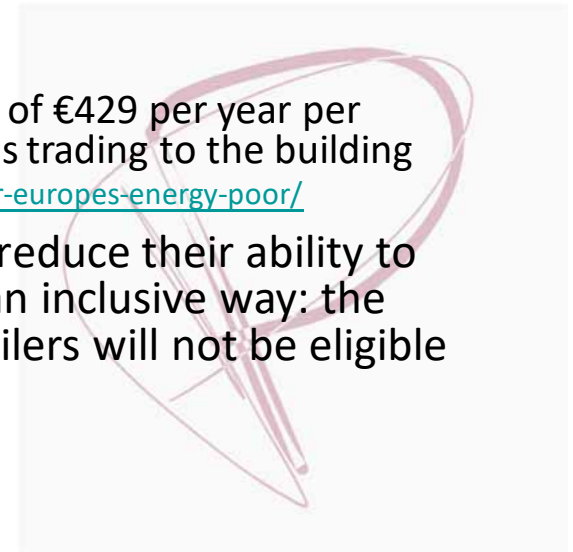 of €429 per year per
s trading to the building
r-europes-energy-poor/
reduce their ability to
an inclusive way: the
ilers will not be eligible